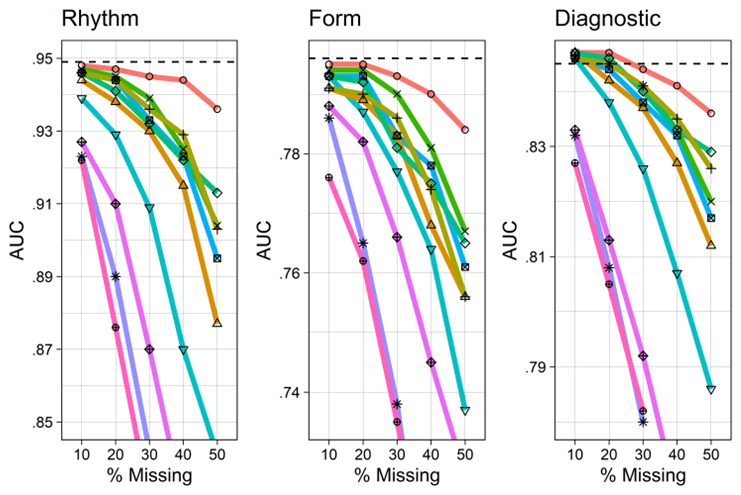 Rhythm
AUC
.95
.93
.91
.89
.87
.85
10 20 30 40 50
% Missing
Form
AUC
.78
.76
.74
10 20 30 40 50
% Missing
Diagnostic
AUC
.83
.81
.79
10 20 30 40 50
% Missing